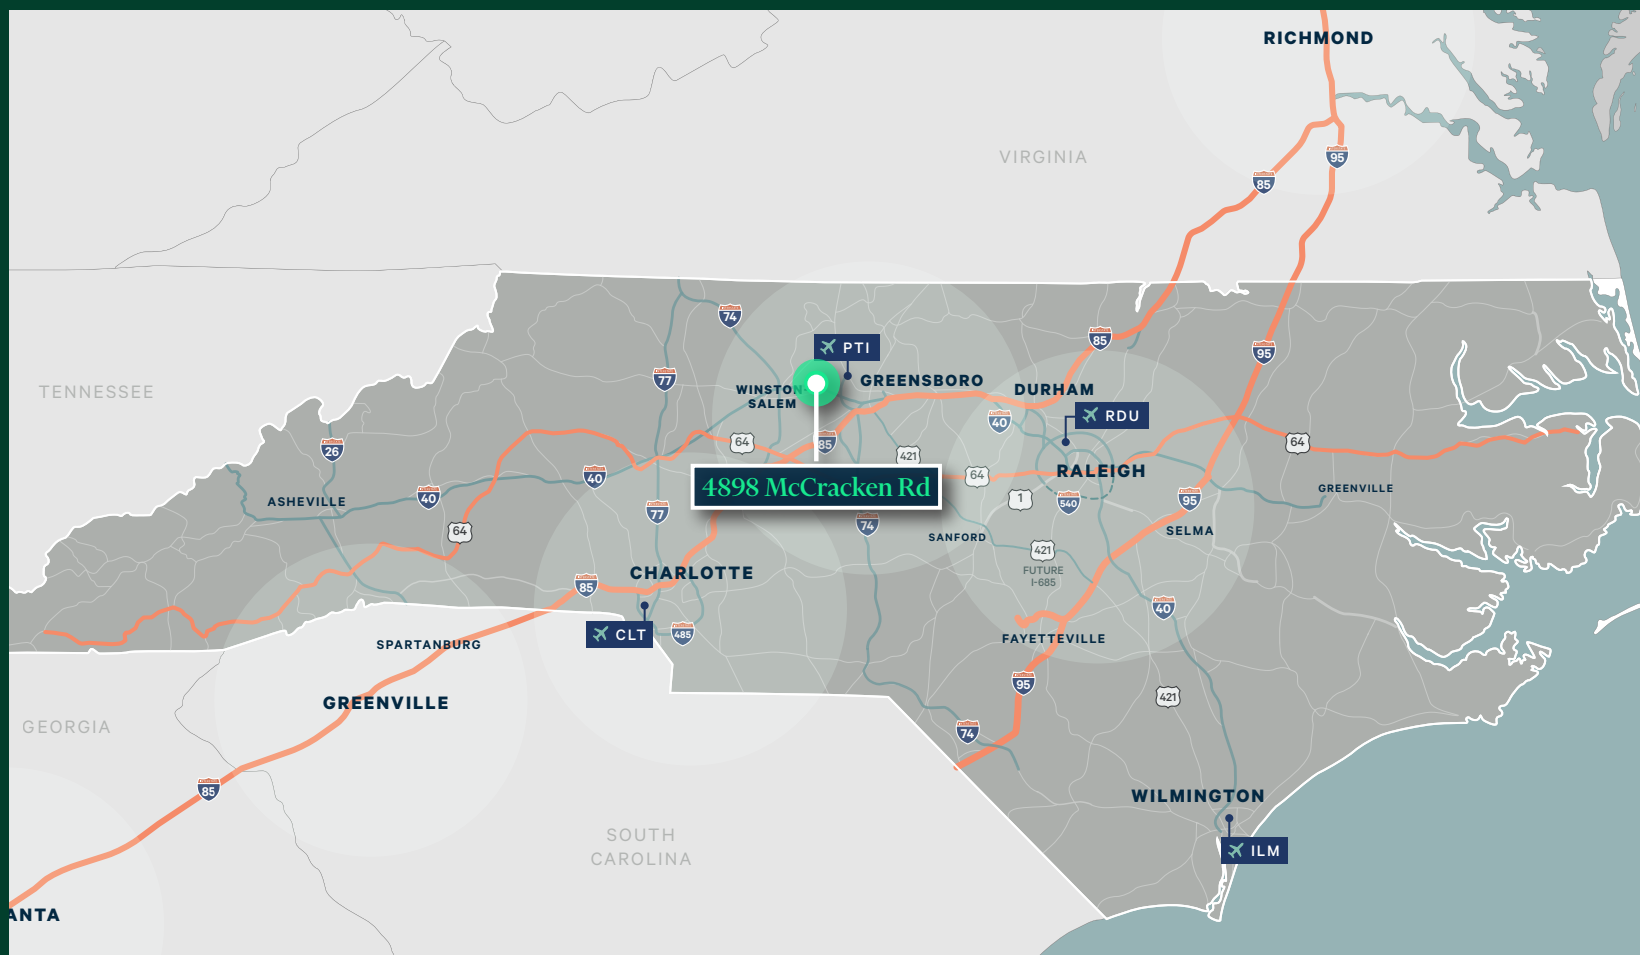 RICHMOND
VIRGINIA
95
85
74
PTI
85
95
77
TENNESSEE
WINSTON-
SALEM
GREENSBORO
DURHAM
RDU
40
26
64
85
421
64
40
64
RALEIGH
40
ASHEVILLE
4898 McCracken Rd
1
540
95
GREENVILLE
77
74
64
SANFORD
SELMA
421
FUTURE
I-685
CHARLOTTE
85
40
CLT
485
FAYETTEVILLE
SPARTANBURG
95
421
GREENVILLE
GEORGIA
74
85
WILMINGTON
SOUTH
CAROLINA
ILM
ANTA